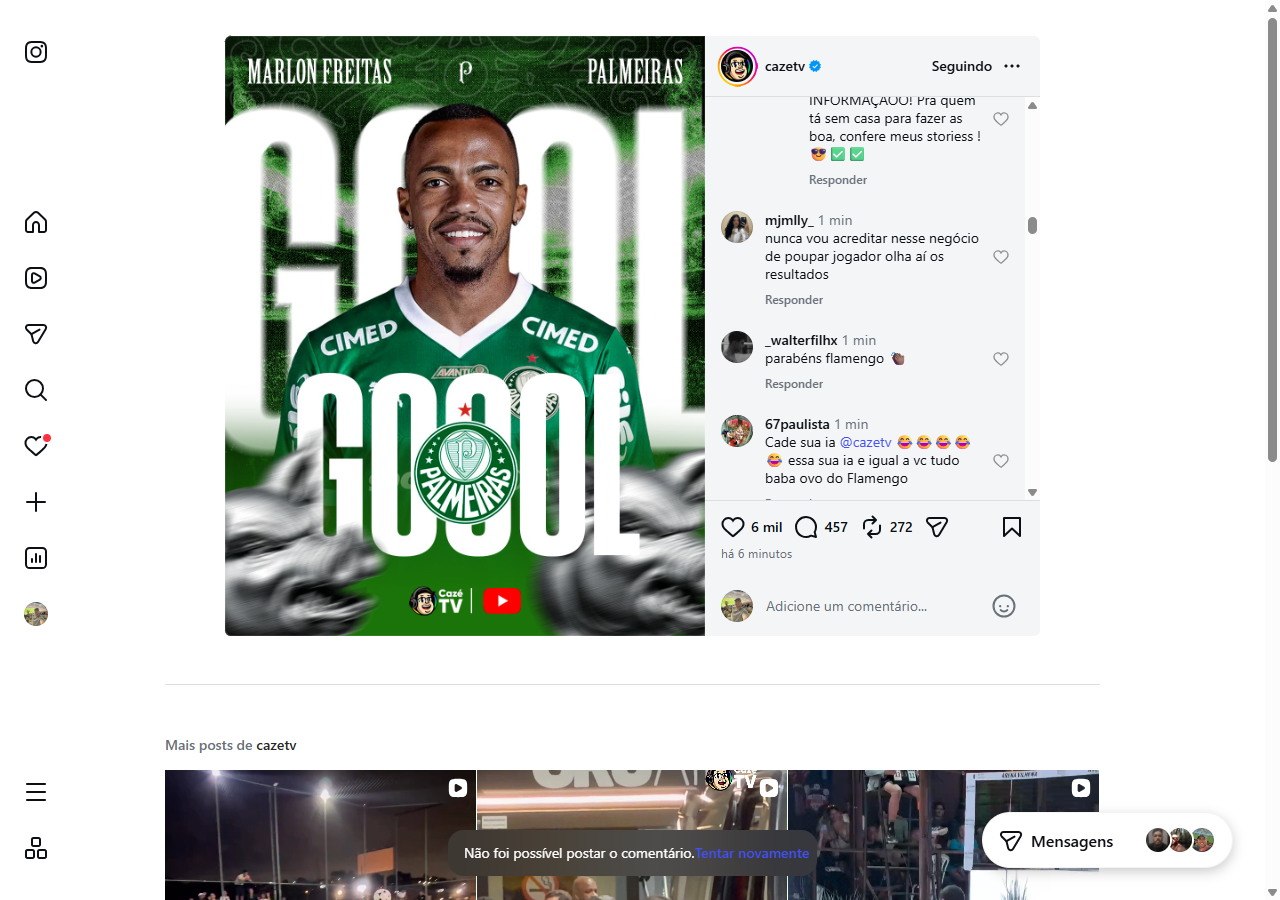 MARLON FREITAS
PALMEIRAS
GOOOL
CIMED
CIMED
AVANTI
GOOOL
PALMEIRAS
Cazé
TV
cazetv
Seguindo
INFORMAÇÃOO! Pra quem
tá sem casa para fazer as
boa, confere meus storiess !
😎 ✅ ✅
Responder
mjmlly_ 1 min
nunca vou acreditar nesse negócio
de poupar jogador olha aí os
resultados
Responder
_walterfilhx 1 min
parabéns flamengo 👏🏿
Responder
67paulista 1 min
Cade sua ia @cazetv 😂 😂 😂 😂
😂 essa sua ia e igual a vc tudo
baba ovo do Flamengo
6 mil
457
272
há 6 minutos
Adicione um comentário...
Mais posts de cazetv
TV
ARENA VILHENA
Não foi possível postar o comentário.Tentar novamente
Mensagens